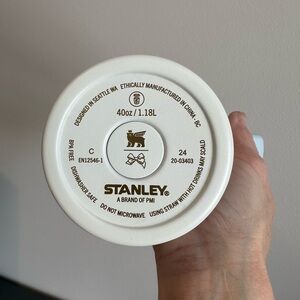 DESIGNED IN SEATTLE WA   ETHICALLY MANUFACTURED IN CHINA, RC
40oz / 1.18L
BPA FREE
C
EN12546-1
24
20-03403
STANLEY®
A BRAND OF PMI
DISHWASHER SAFE   DO NOT MICROWAVE   USING STRAW WITH HOT DRINKS MAY SCALD